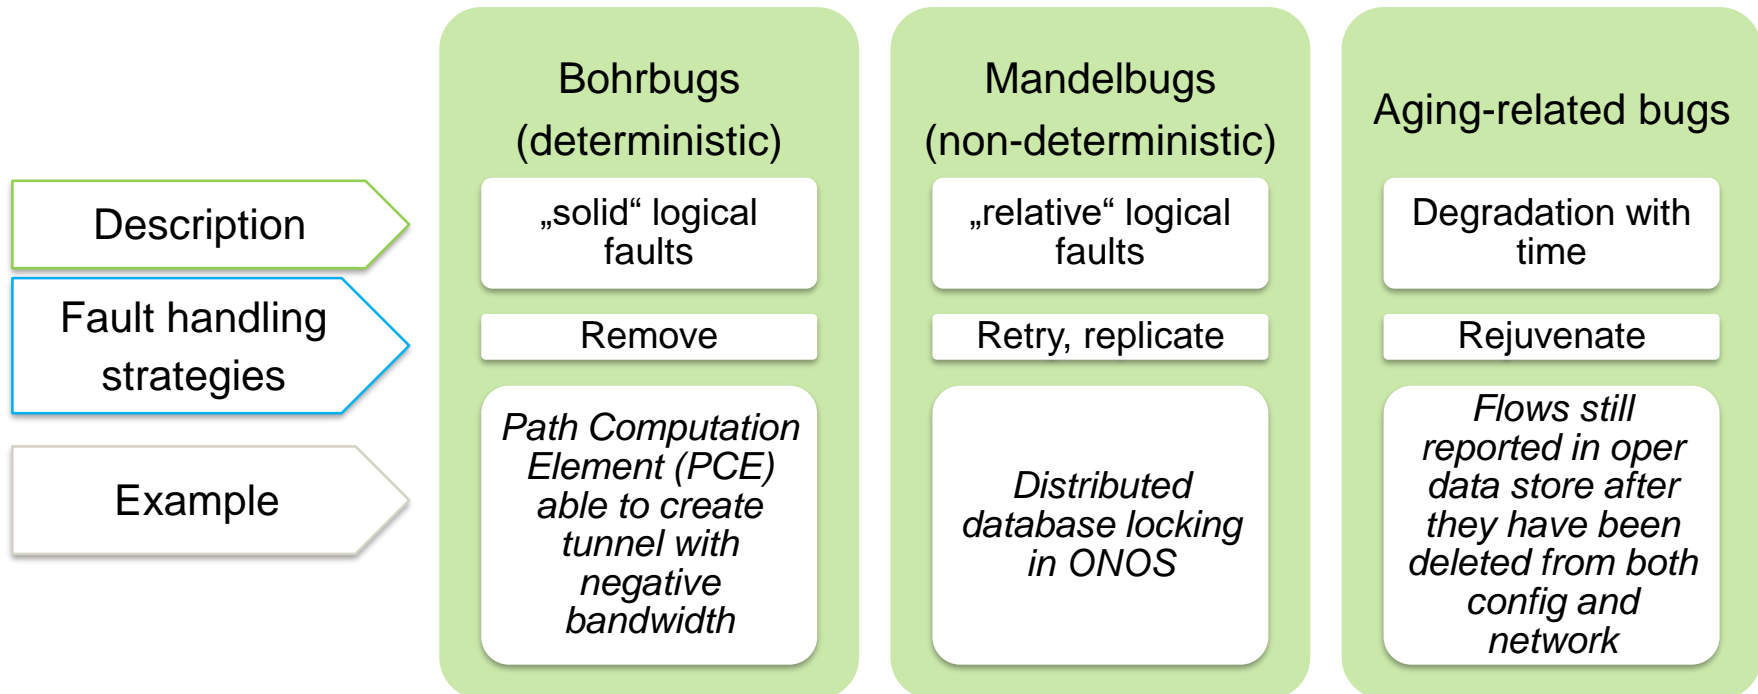 Bohrbugs
(deterministic)
Mandelbugs
(non-deterministic)
Aging-related bugs
Description
„solid“ logical
faults
„relative“ logical
faults
Degradation with
time
Fault handling
strategies
Remove
Retry, replicate
Rejuvenate
Example
Path Computation
Element (PCE)
able to create
tunnel with
negative
bandwidth
Distributed
database locking
in ONOS
Flows still
reported in oper
data store after
they have been
deleted from both
config and
network